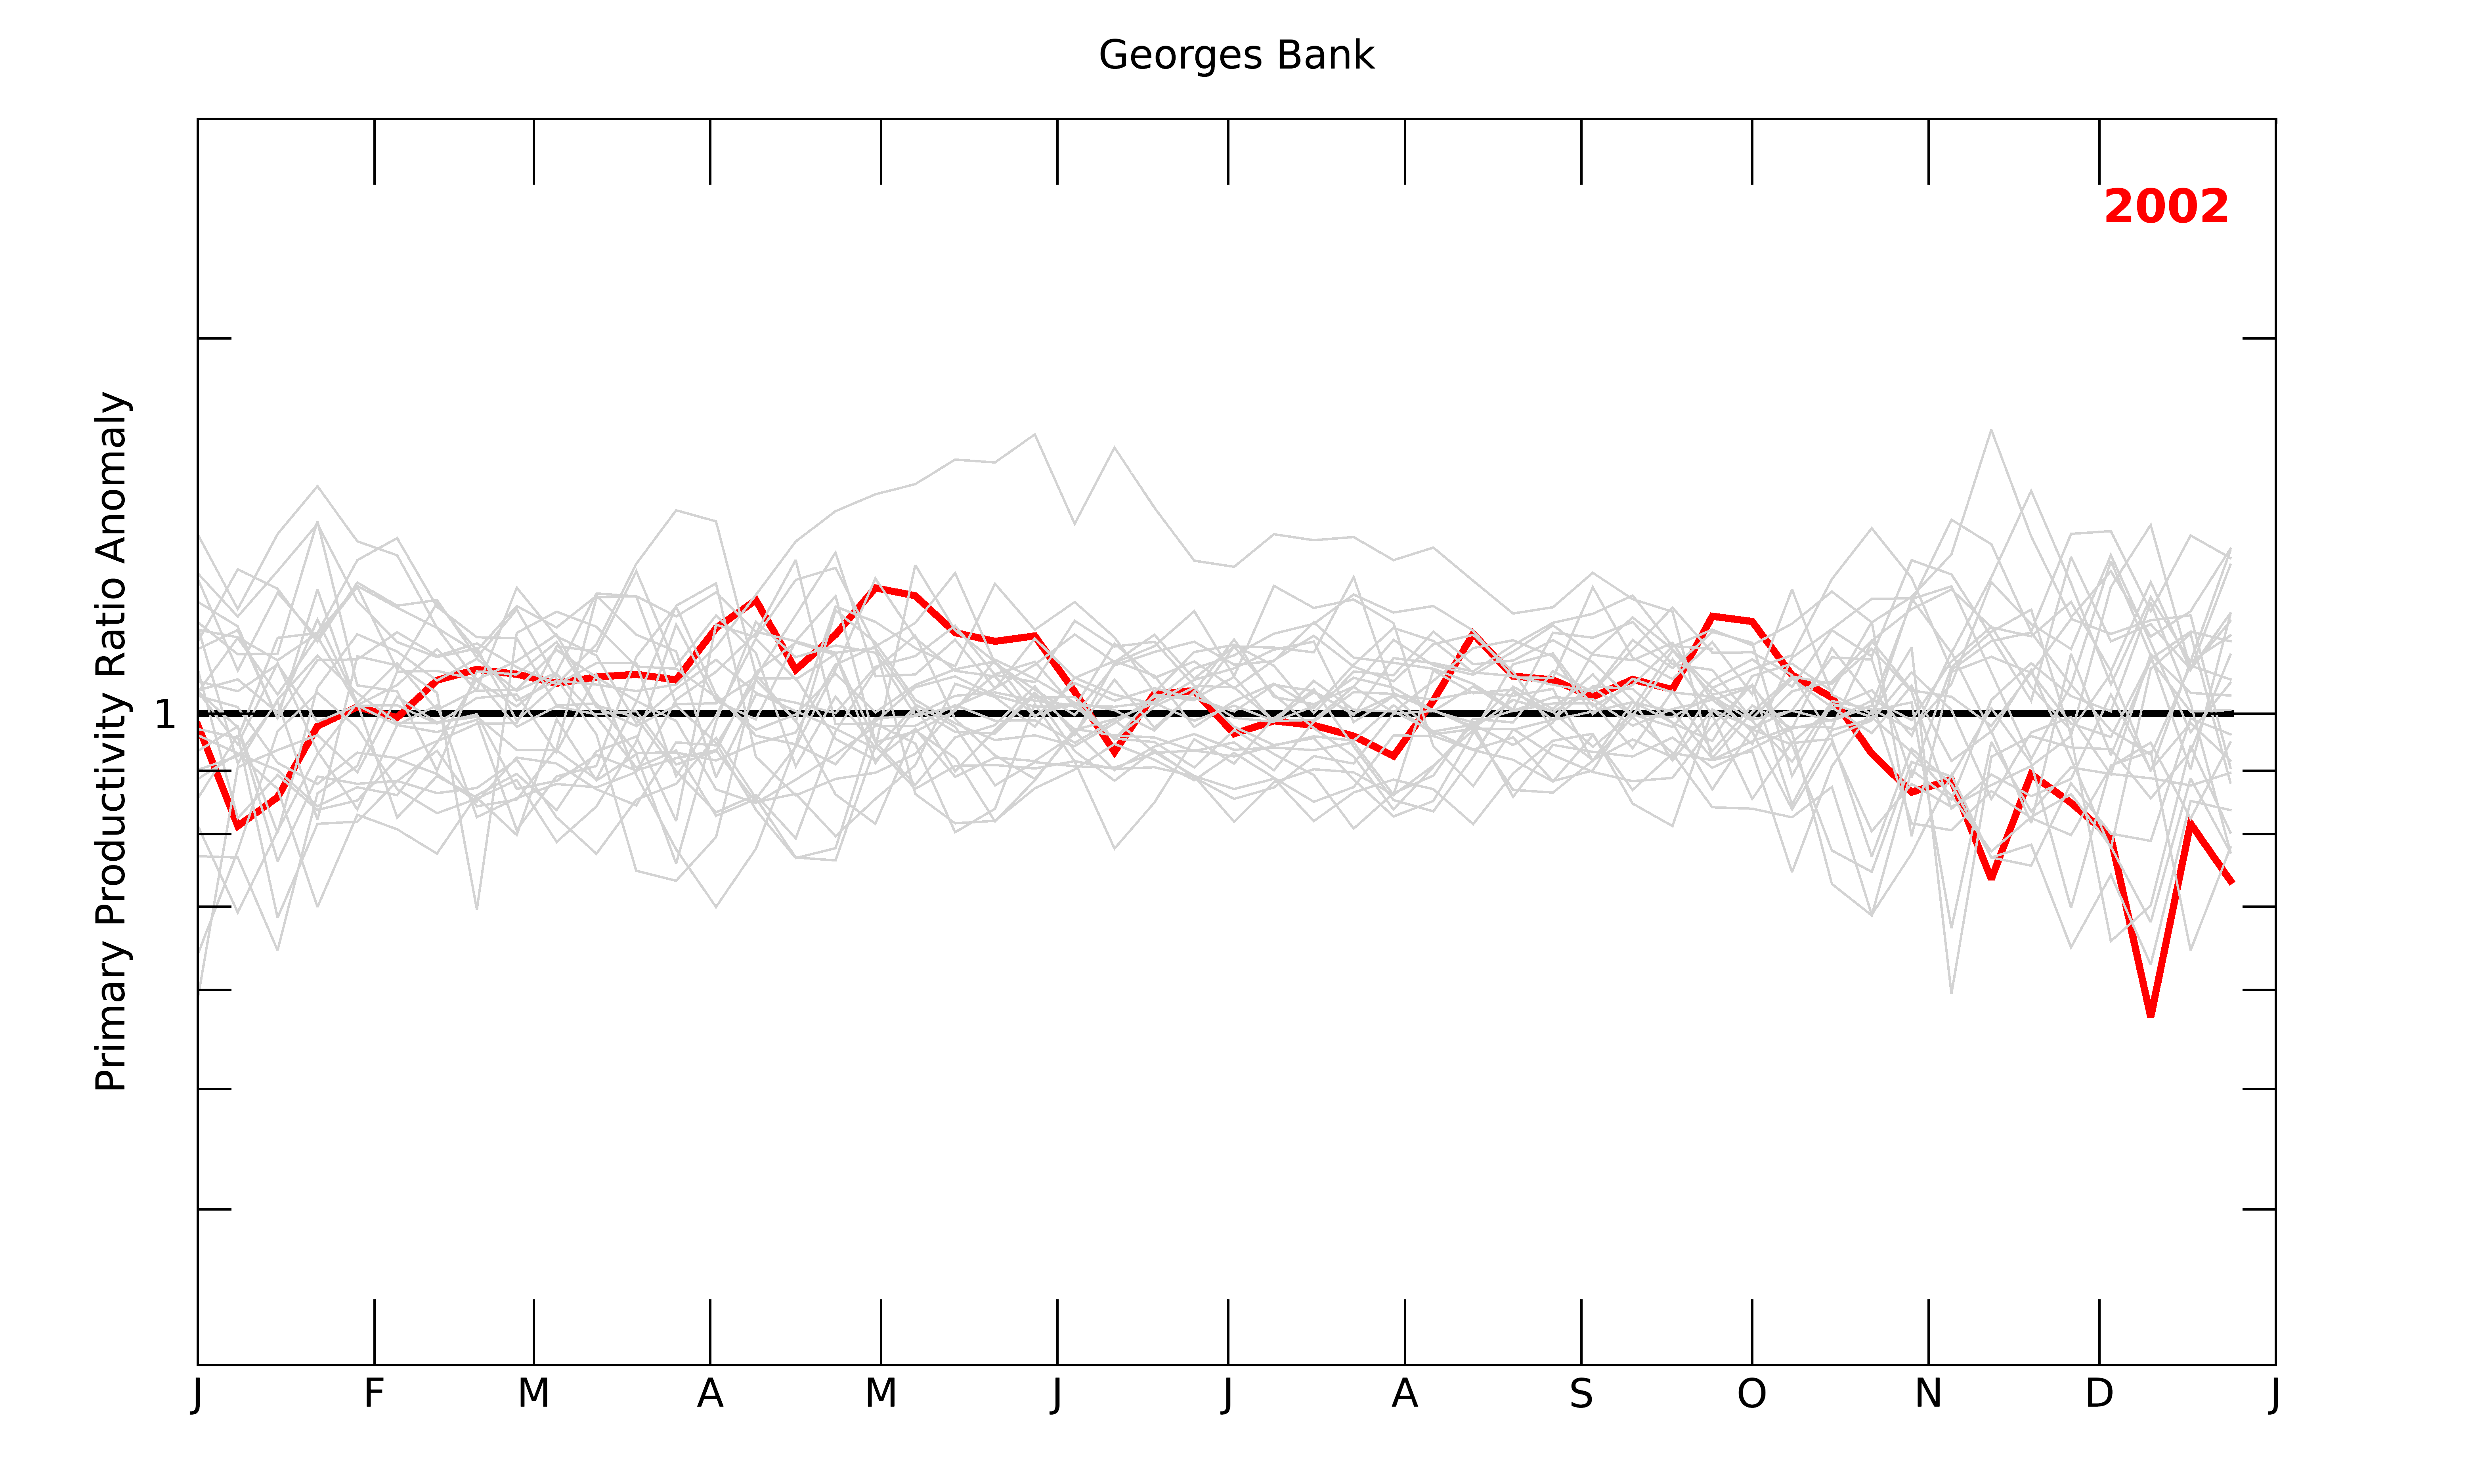 Georges Bank
2002
Primary Productivity Ratio Anomaly
1
J F M A M J J A S O N D J